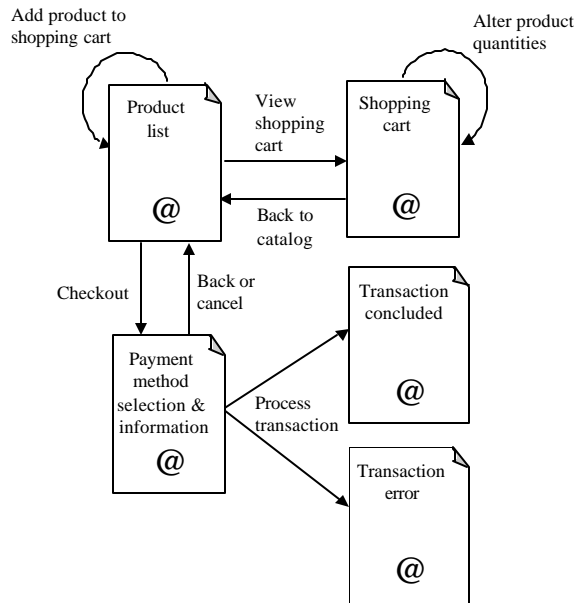 Add product to
shopping cart
Alter product
quantities
Product
list
@
View
shopping
cart
Shopping
cart
@
Back to
catalog
Checkout
Back or
cancel
Payment
method
selection &
information
@
Process
transaction
Transaction
concluded
@
Transaction
error
@